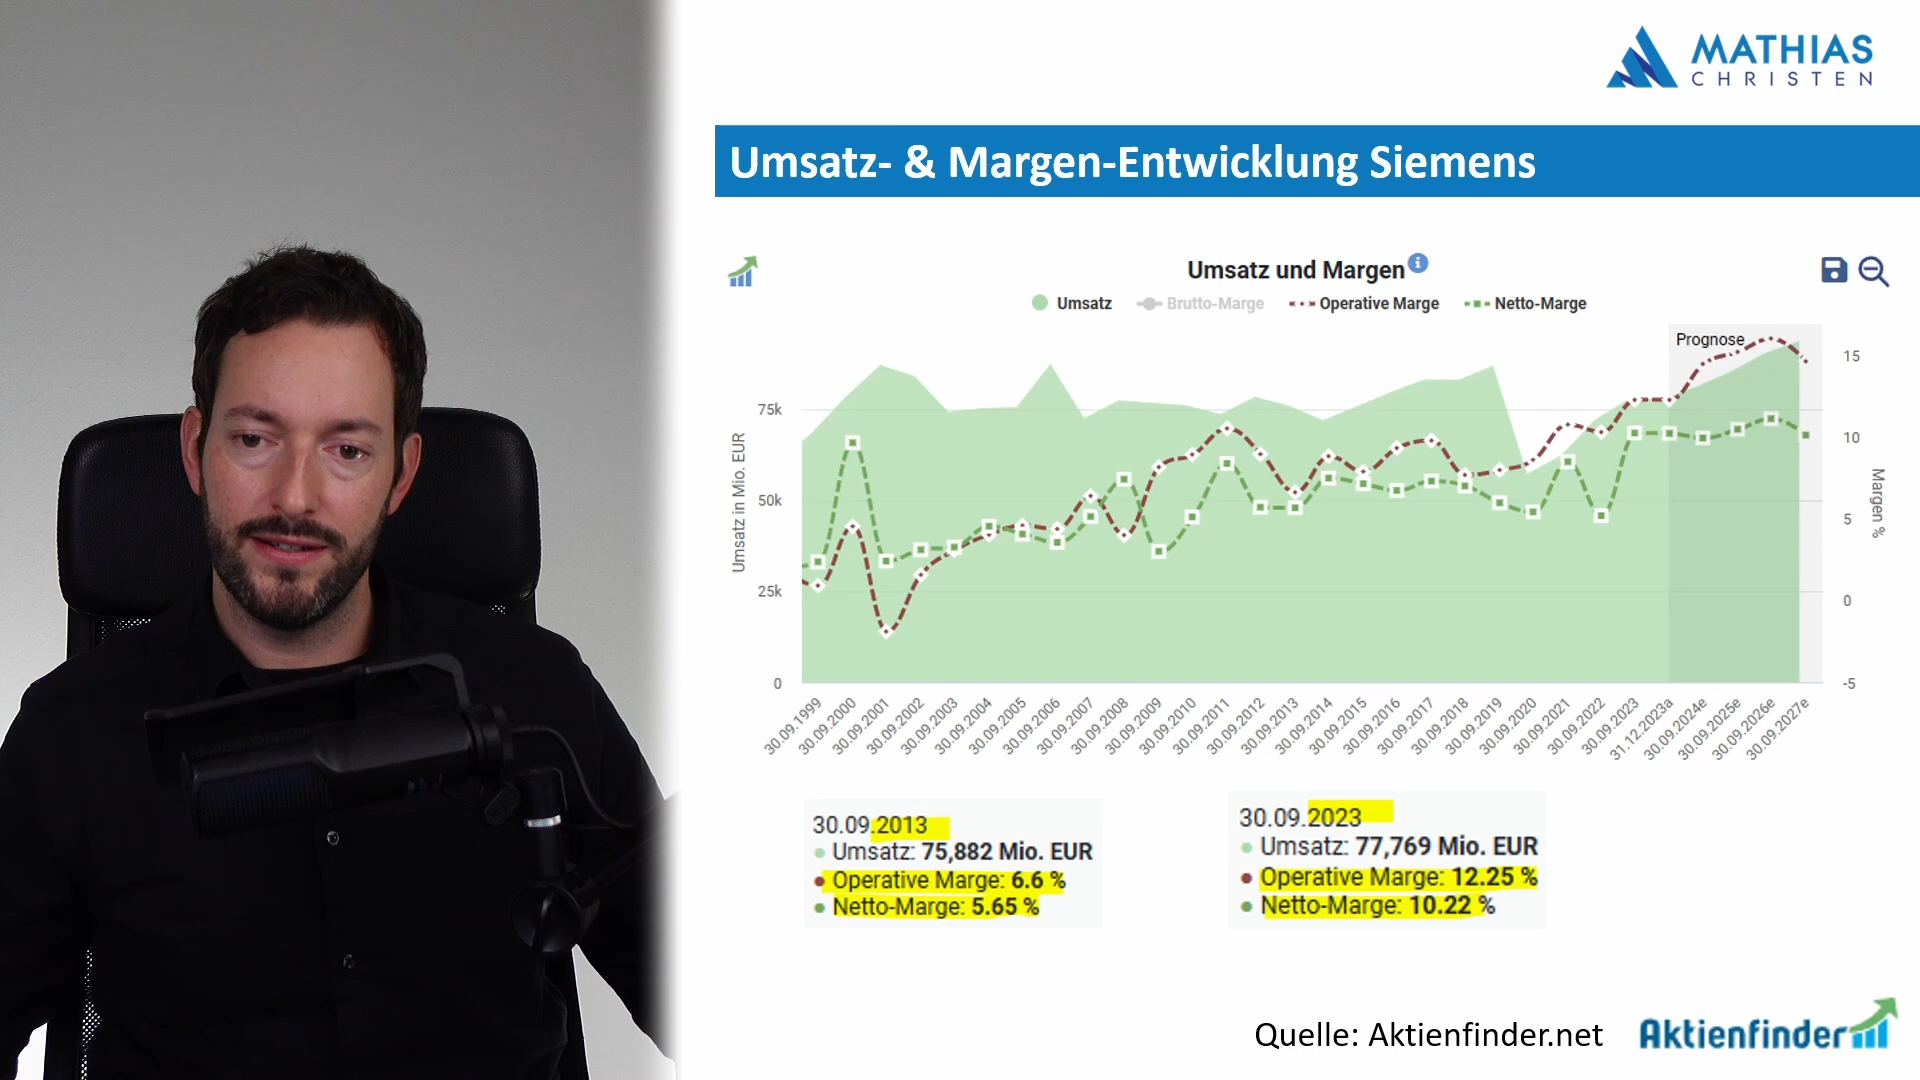 MATHIAS
CHRISTEN
Umsatz- & Margen-Entwicklung Siemens
Umsatz und Margen
Umsatz Brutto-Marge Operative Marge Netto-Marge
Prognose
75k
50k
25k
0
Umsatz in Mio. EUR
15
10
5
0
-5
Margen %
30.09.1999
30.09.2000
30.09.2001
30.09.2002
30.09.2003
30.09.2004
30.09.2005
30.09.2006
30.09.2007
30.09.2008
30.09.2009
30.09.2010
30.09.2011
30.09.2012
30.09.2013
30.09.2014
30.09.2015
30.09.2016
30.09.2017
30.09.2018
30.09.2019
30.09.2020
30.09.2021
30.09.2022
30.09.2023
31.12.2023a
30.09.2024e
30.09.2025e
30.09.2026e
30.09.2027e
30.09.2013
Umsatz: 75,882 Mio. EUR
Operative Marge: 6.6 %
Netto-Marge: 5.65 %
30.09.2023
Umsatz: 77,769 Mio. EUR
Operative Marge: 12.25 %
Netto-Marge: 10.22 %
Quelle: Aktienfinder.net
Aktienfinder